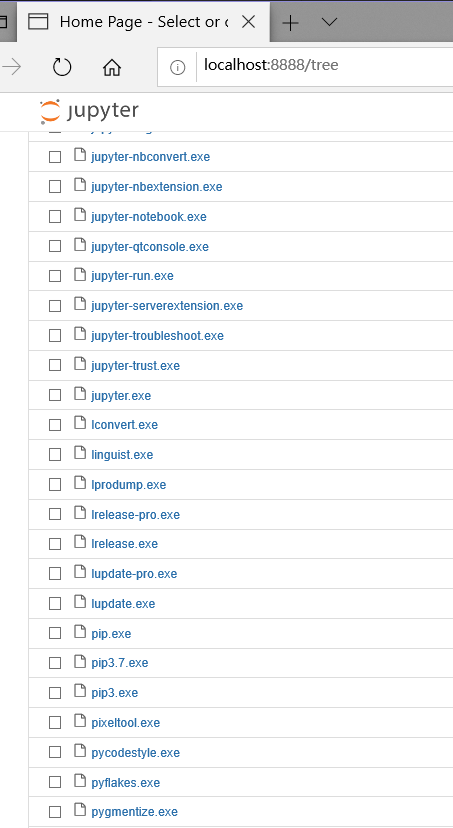 Home Page - Select or c
localhost:8888/tree
jupyter
jupyter-nbconvert.exe
jupyter-nbextension.exe
jupyter-notebook.exe
jupyter-qtconsole.exe
jupyter-run.exe
jupyter-serverextension.exe
jupyter-troubleshoot.exe
jupyter-trust.exe
jupyter.exe
lconvert.exe
linguist.exe
lprodump.exe
lrelease-pro.exe
lrelease.exe
lupdate-pro.exe
lupdate.exe
pip.exe
pip3.7.exe
pip3.exe
pixeltool.exe
pycodestyle.exe
pyflakes.exe
pygmentize.exe